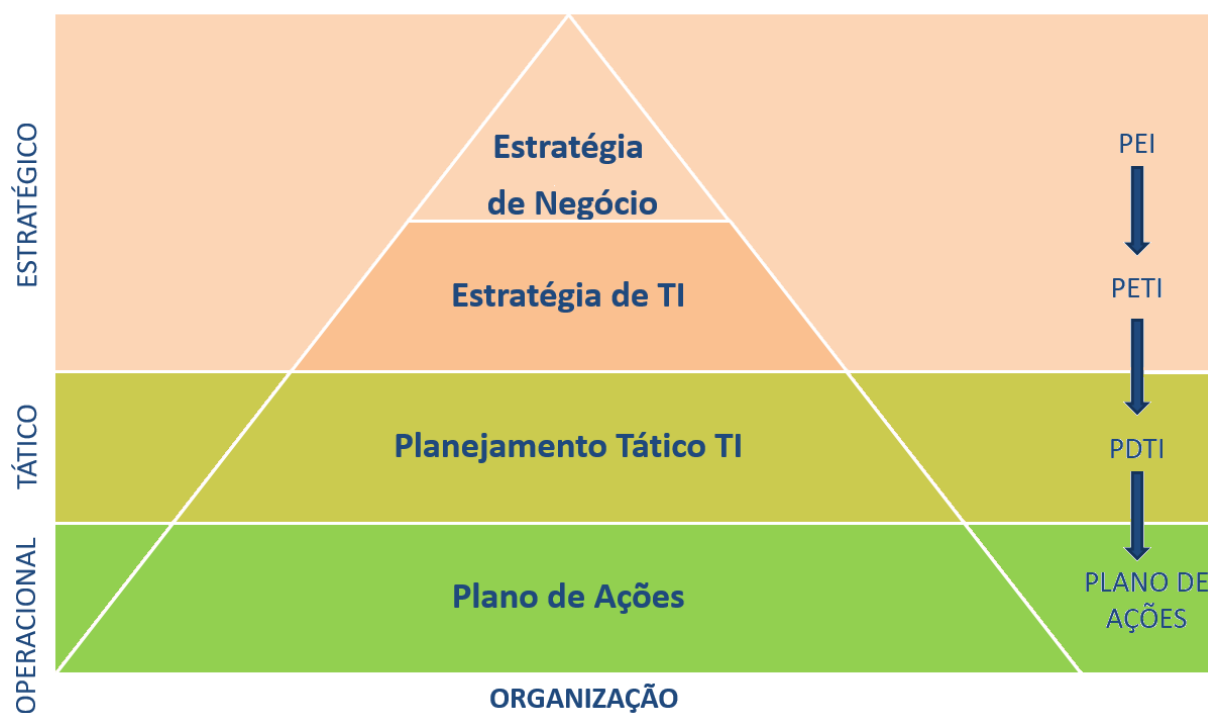 ESTRATÉGICO
Estratégia
de Negócio
PEI
Estratégia de TI
PETI
TÁTICO
Planejamento Tático TI
PDTI
OPERACIONAL
Plano de Ações
PLANO DE
AÇÕES
ORGANIZAÇÃO